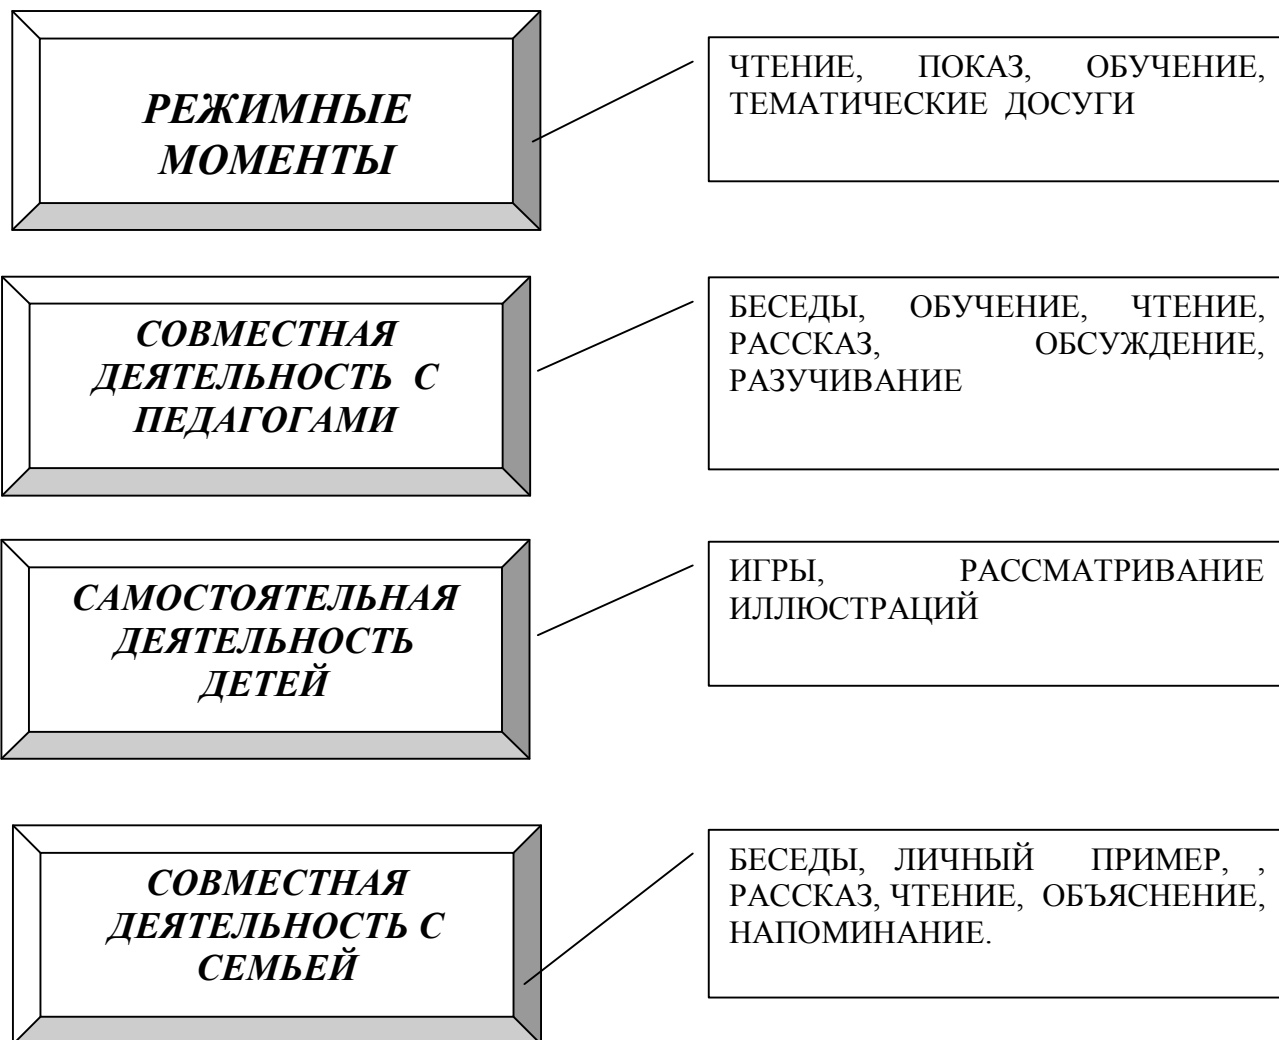 РЕЖИМНЫЕ
МОМЕНТЫ
ЧТЕНИЕ, ПОКАЗ, ОБУЧЕНИЕ,
ТЕМАТИЧЕСКИЕ ДОСУГИ
СОВМЕСТНАЯ
ДЕЯТЕЛЬНОСТЬ С
ПЕДАГОГАМИ
БЕСЕДЫ, ОБУЧЕНИЕ, ЧТЕНИЕ,
РАССКАЗ, ОБСУЖДЕНИЕ,
РАЗУЧИВАНИЕ
САМОСТОЯТЕЛЬНАЯ
ДЕЯТЕЛЬНОСТЬ
ДЕТЕЙ
ИГРЫ, РАССМАТРИВАНИЕ
ИЛЛЮСТРАЦИЙ
СОВМЕСТНАЯ
ДЕЯТЕЛЬНОСТЬ С
СЕМЬЕЙ
БЕСЕДЫ, ЛИЧНЫЙ ПРИМЕР, ,
РАССКАЗ, ЧТЕНИЕ, ОБЪЯСНЕНИЕ,
НАПОМИНАНИЕ.